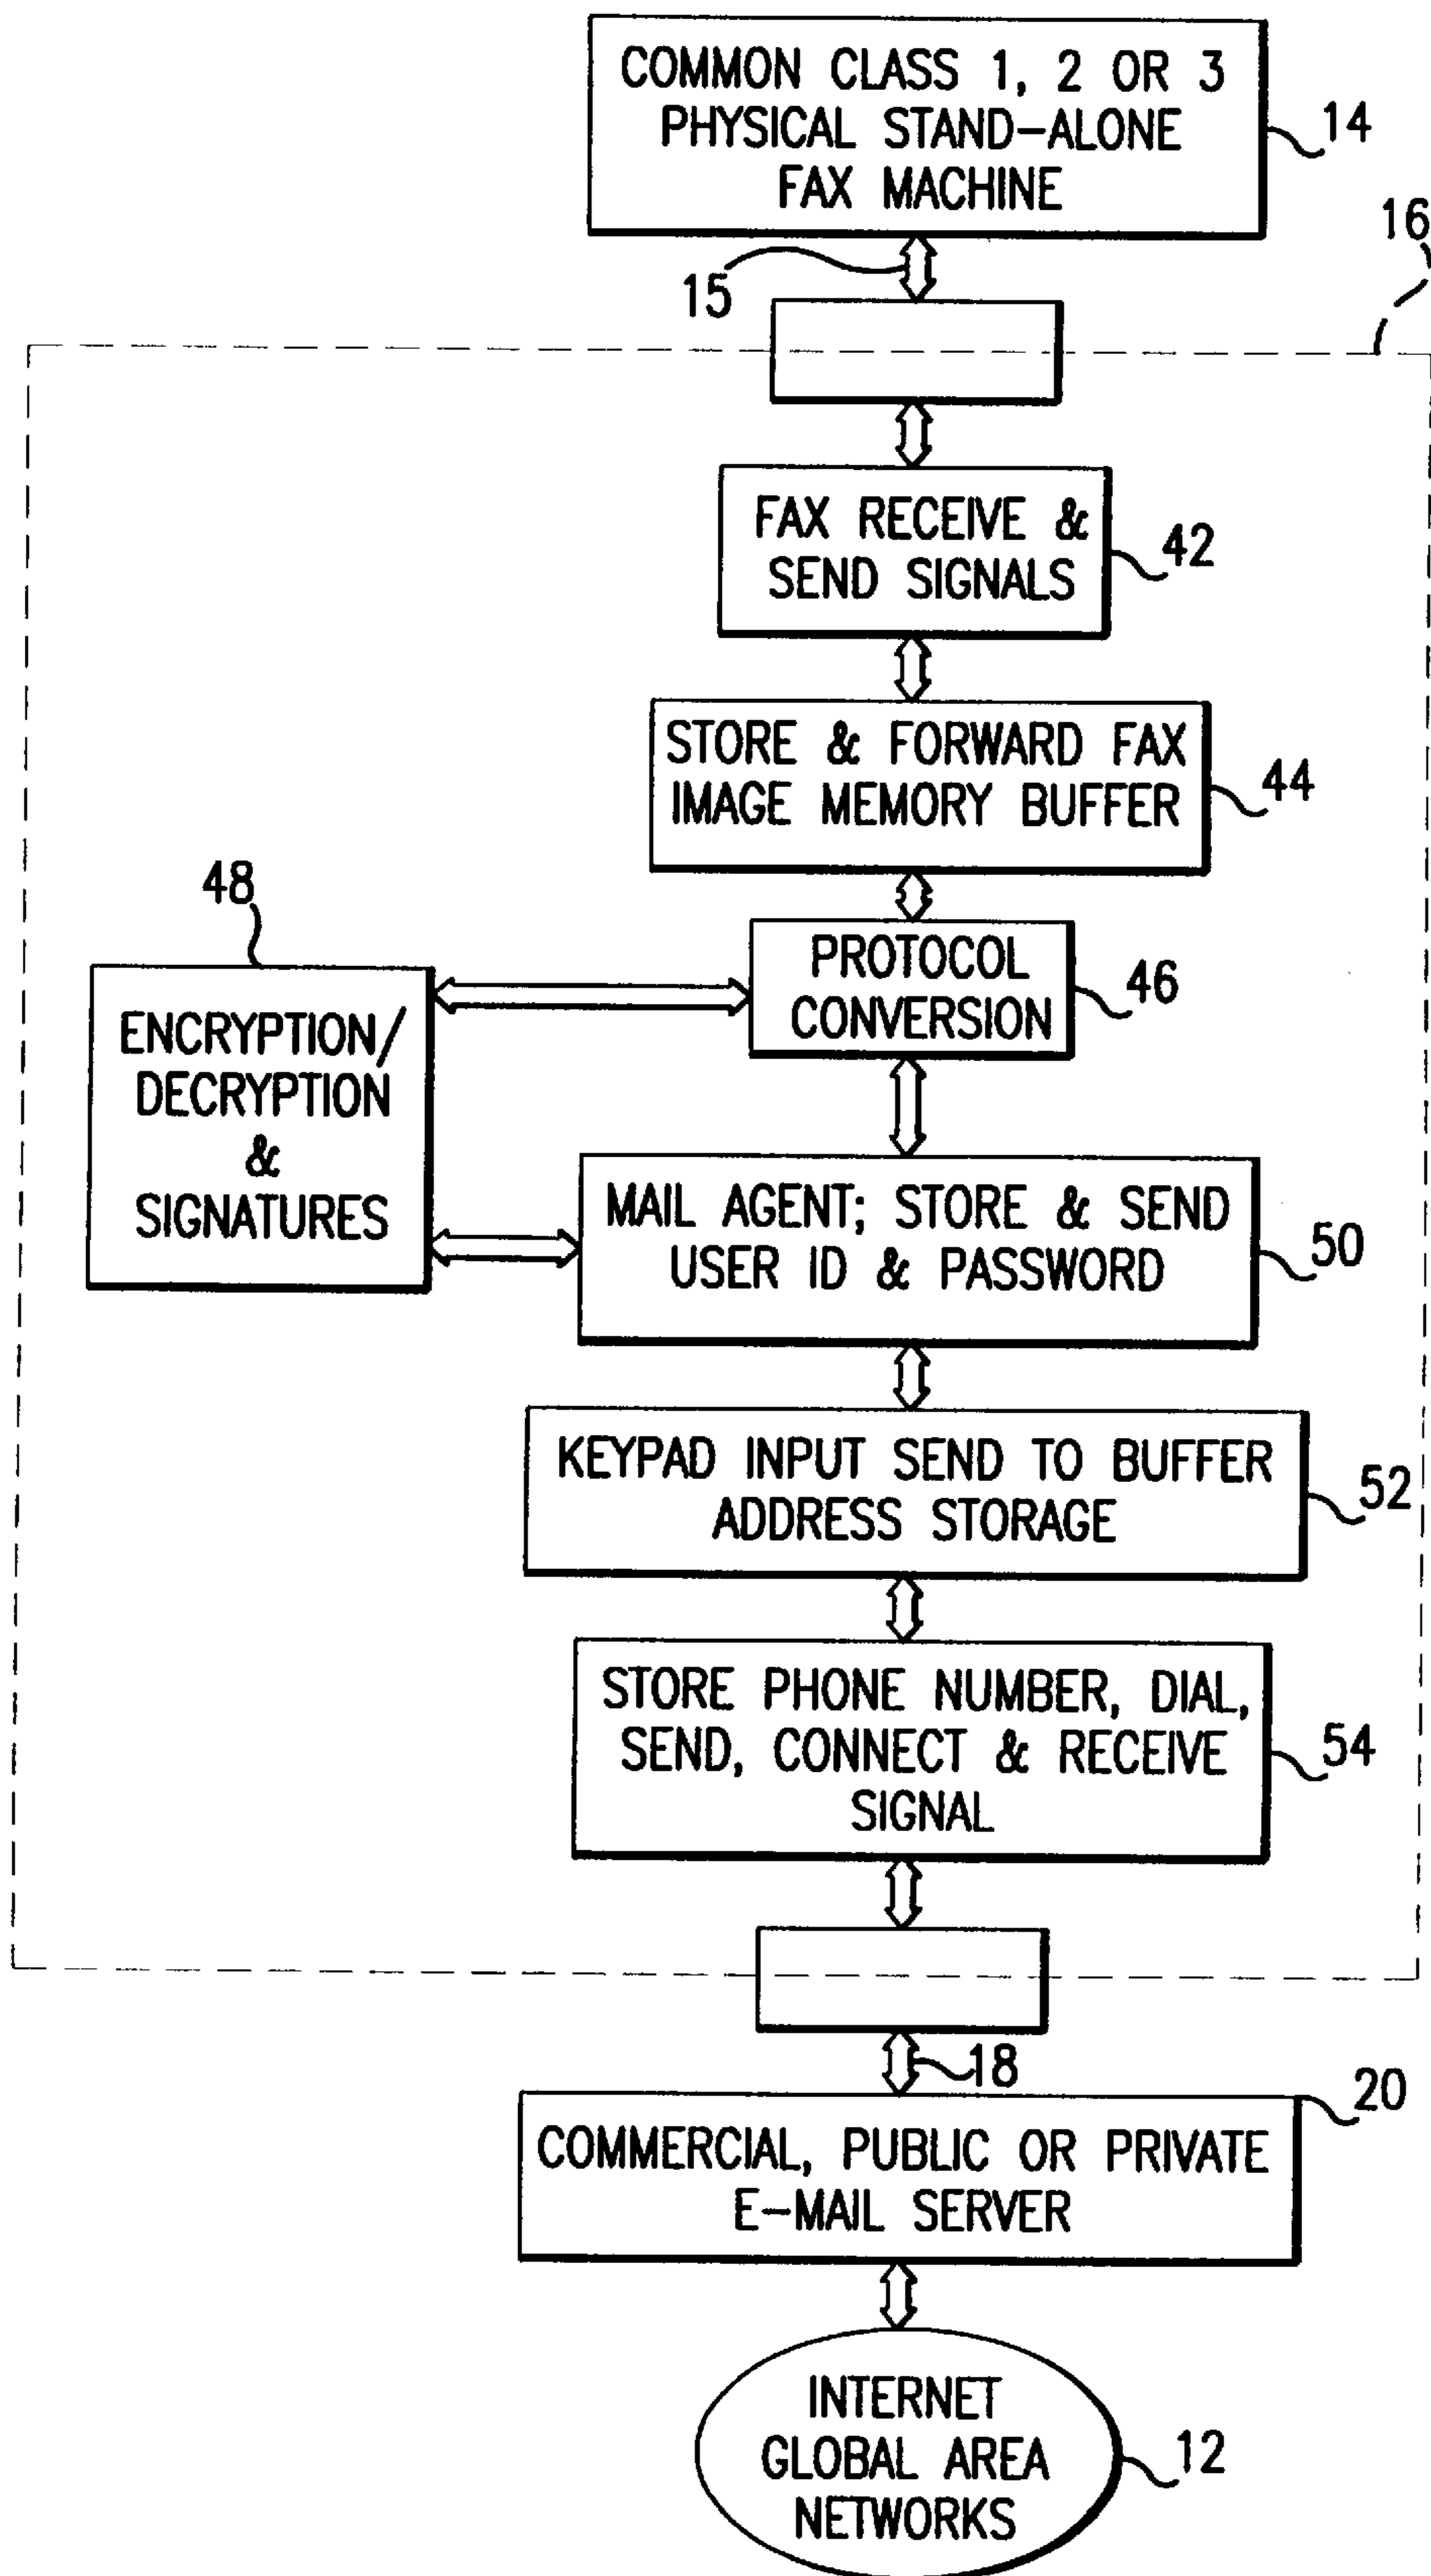 COMMON CLASS 1, 2 OR 3
PHYSICAL STAND-ALONE
FAX MACHINE
14
16
15
FAX RECEIVE &
SEND SIGNALS
42
STORE & FORWARD FAX
IMAGE MEMORY BUFFER
44
48
PROTOCOL
CONVERSION
46
ENCRYPTION/
DECRYPTION
&
SIGNATURES
MAIL AGENT; STORE & SEND
USER ID & PASSWORD
50
KEYPAD INPUT SEND TO BUFFER
ADDRESS STORAGE
52
STORE PHONE NUMBER, DIAL,
SEND, CONNECT & RECEIVE
SIGNAL
54
18
20
COMMERCIAL, PUBLIC OR PRIVATE
E-MAIL SERVER
INTERNET
GLOBAL AREA
NETWORKS
12